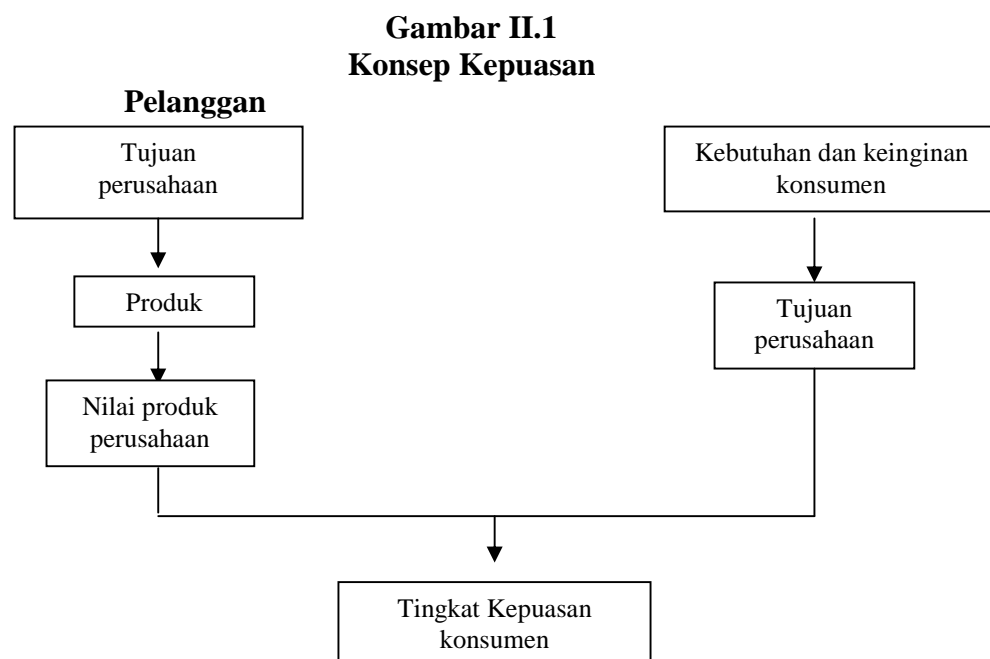 Gambar II.1
Konsep Kepuasan
Pelanggan
Tujuan
perusahaan
Kebutuhan dan keinginan
konsumen
Produk
Tujuan
perusahaan
Nilai produk
perusahaan
Tingkat Kepuasan
konsumen